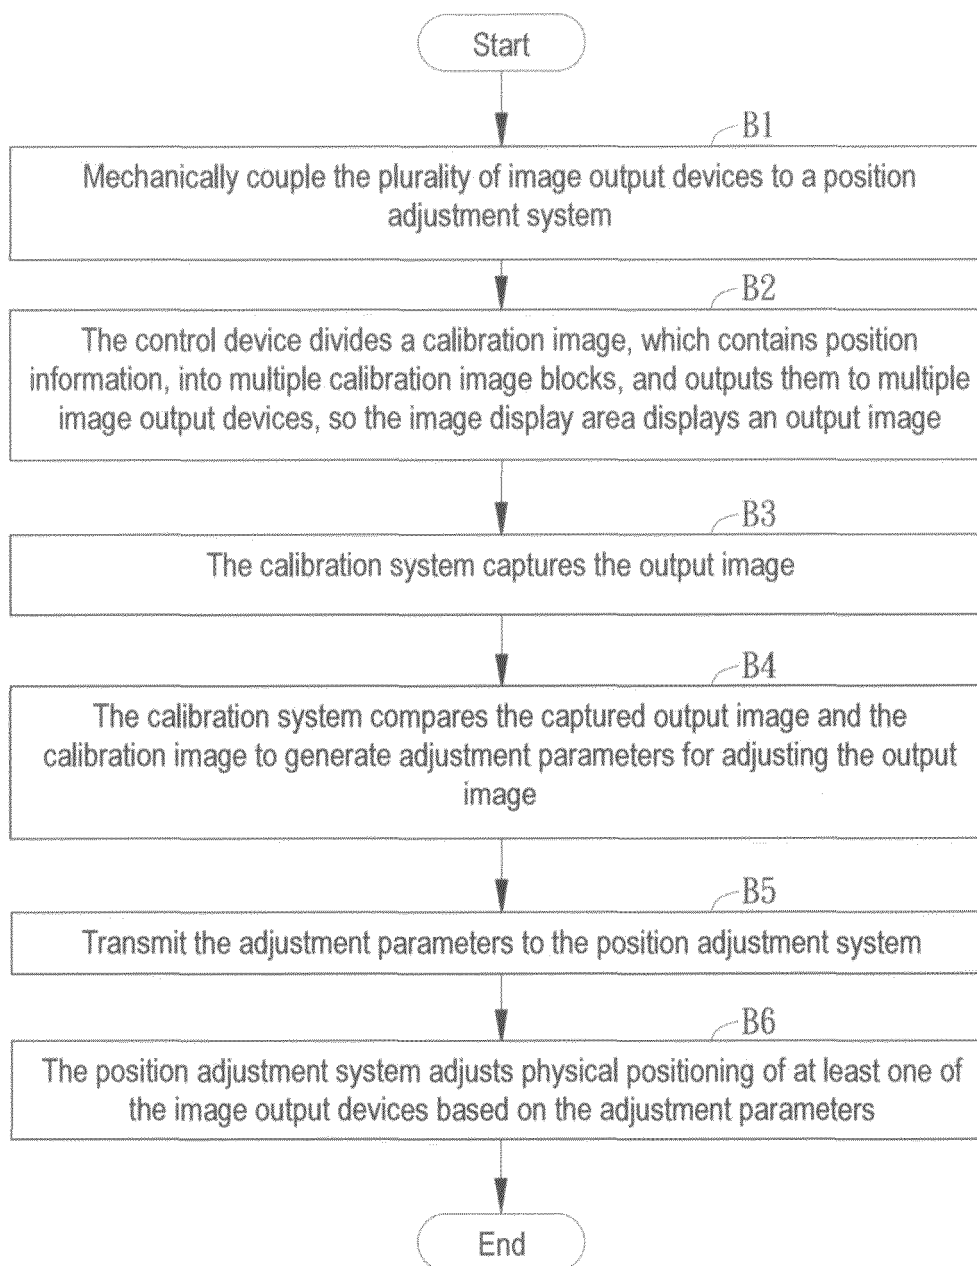 Start
B1
Mechanically couple the plurality of image output devices to a position
adjustment system
B2
The control device divides a calibration image, which contains position
information, into multiple calibration image blocks, and outputs them to multiple
image output devices, so the image display area displays an output image
B3
The calibration system captures the output image
B4
The calibration system compares the captured output image and the
calibration image to generate adjustment parameters for adjusting the output
image
B5
Transmit the adjustment parameters to the position adjustment system
B6
The position adjustment system adjusts physical positioning of at least one of
the image output devices based on the adjustment parameters
End